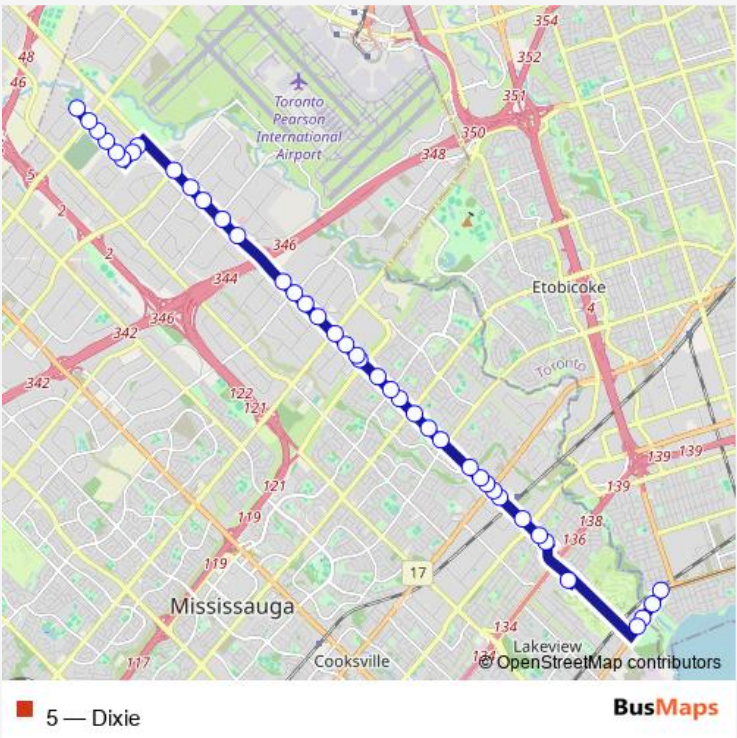 354
48
352
46
351
Toronto
Pearson
International
Airport
350
348
5
2
346
2
344
Etobicoke
346
4
342
342
Toronto
122
121
139 139
121
139
119
138
136
119
17
Mississauga
134
Lakeview
117
Cooksville
134
© OpenStreetMap contributors
5 — Dixie
BusMaps